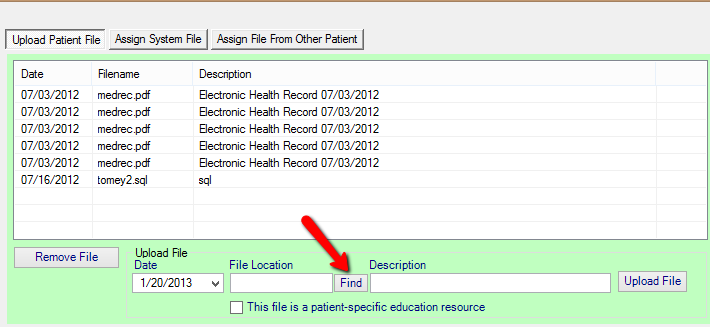 Upload Patient File Assign System File Assign File From Other Patient
Date Filename Description
07/03/2012 medrec.pdf Electronic Health Record 07/03/2012
07/03/2012 medrec.pdf Electronic Health Record 07/03/2012
07/03/2012 medrec.pdf Electronic Health Record 07/03/2012
07/03/2012 medrec.pdf Electronic Health Record 07/03/2012
07/03/2012 medrec.pdf Electronic Health Record 07/03/2012
07/16/2012 tomey2.sql sql
Remove File
Upload File
Date File Location Description
1/20/2013 Find Upload File
This file is a patient-specific education resource